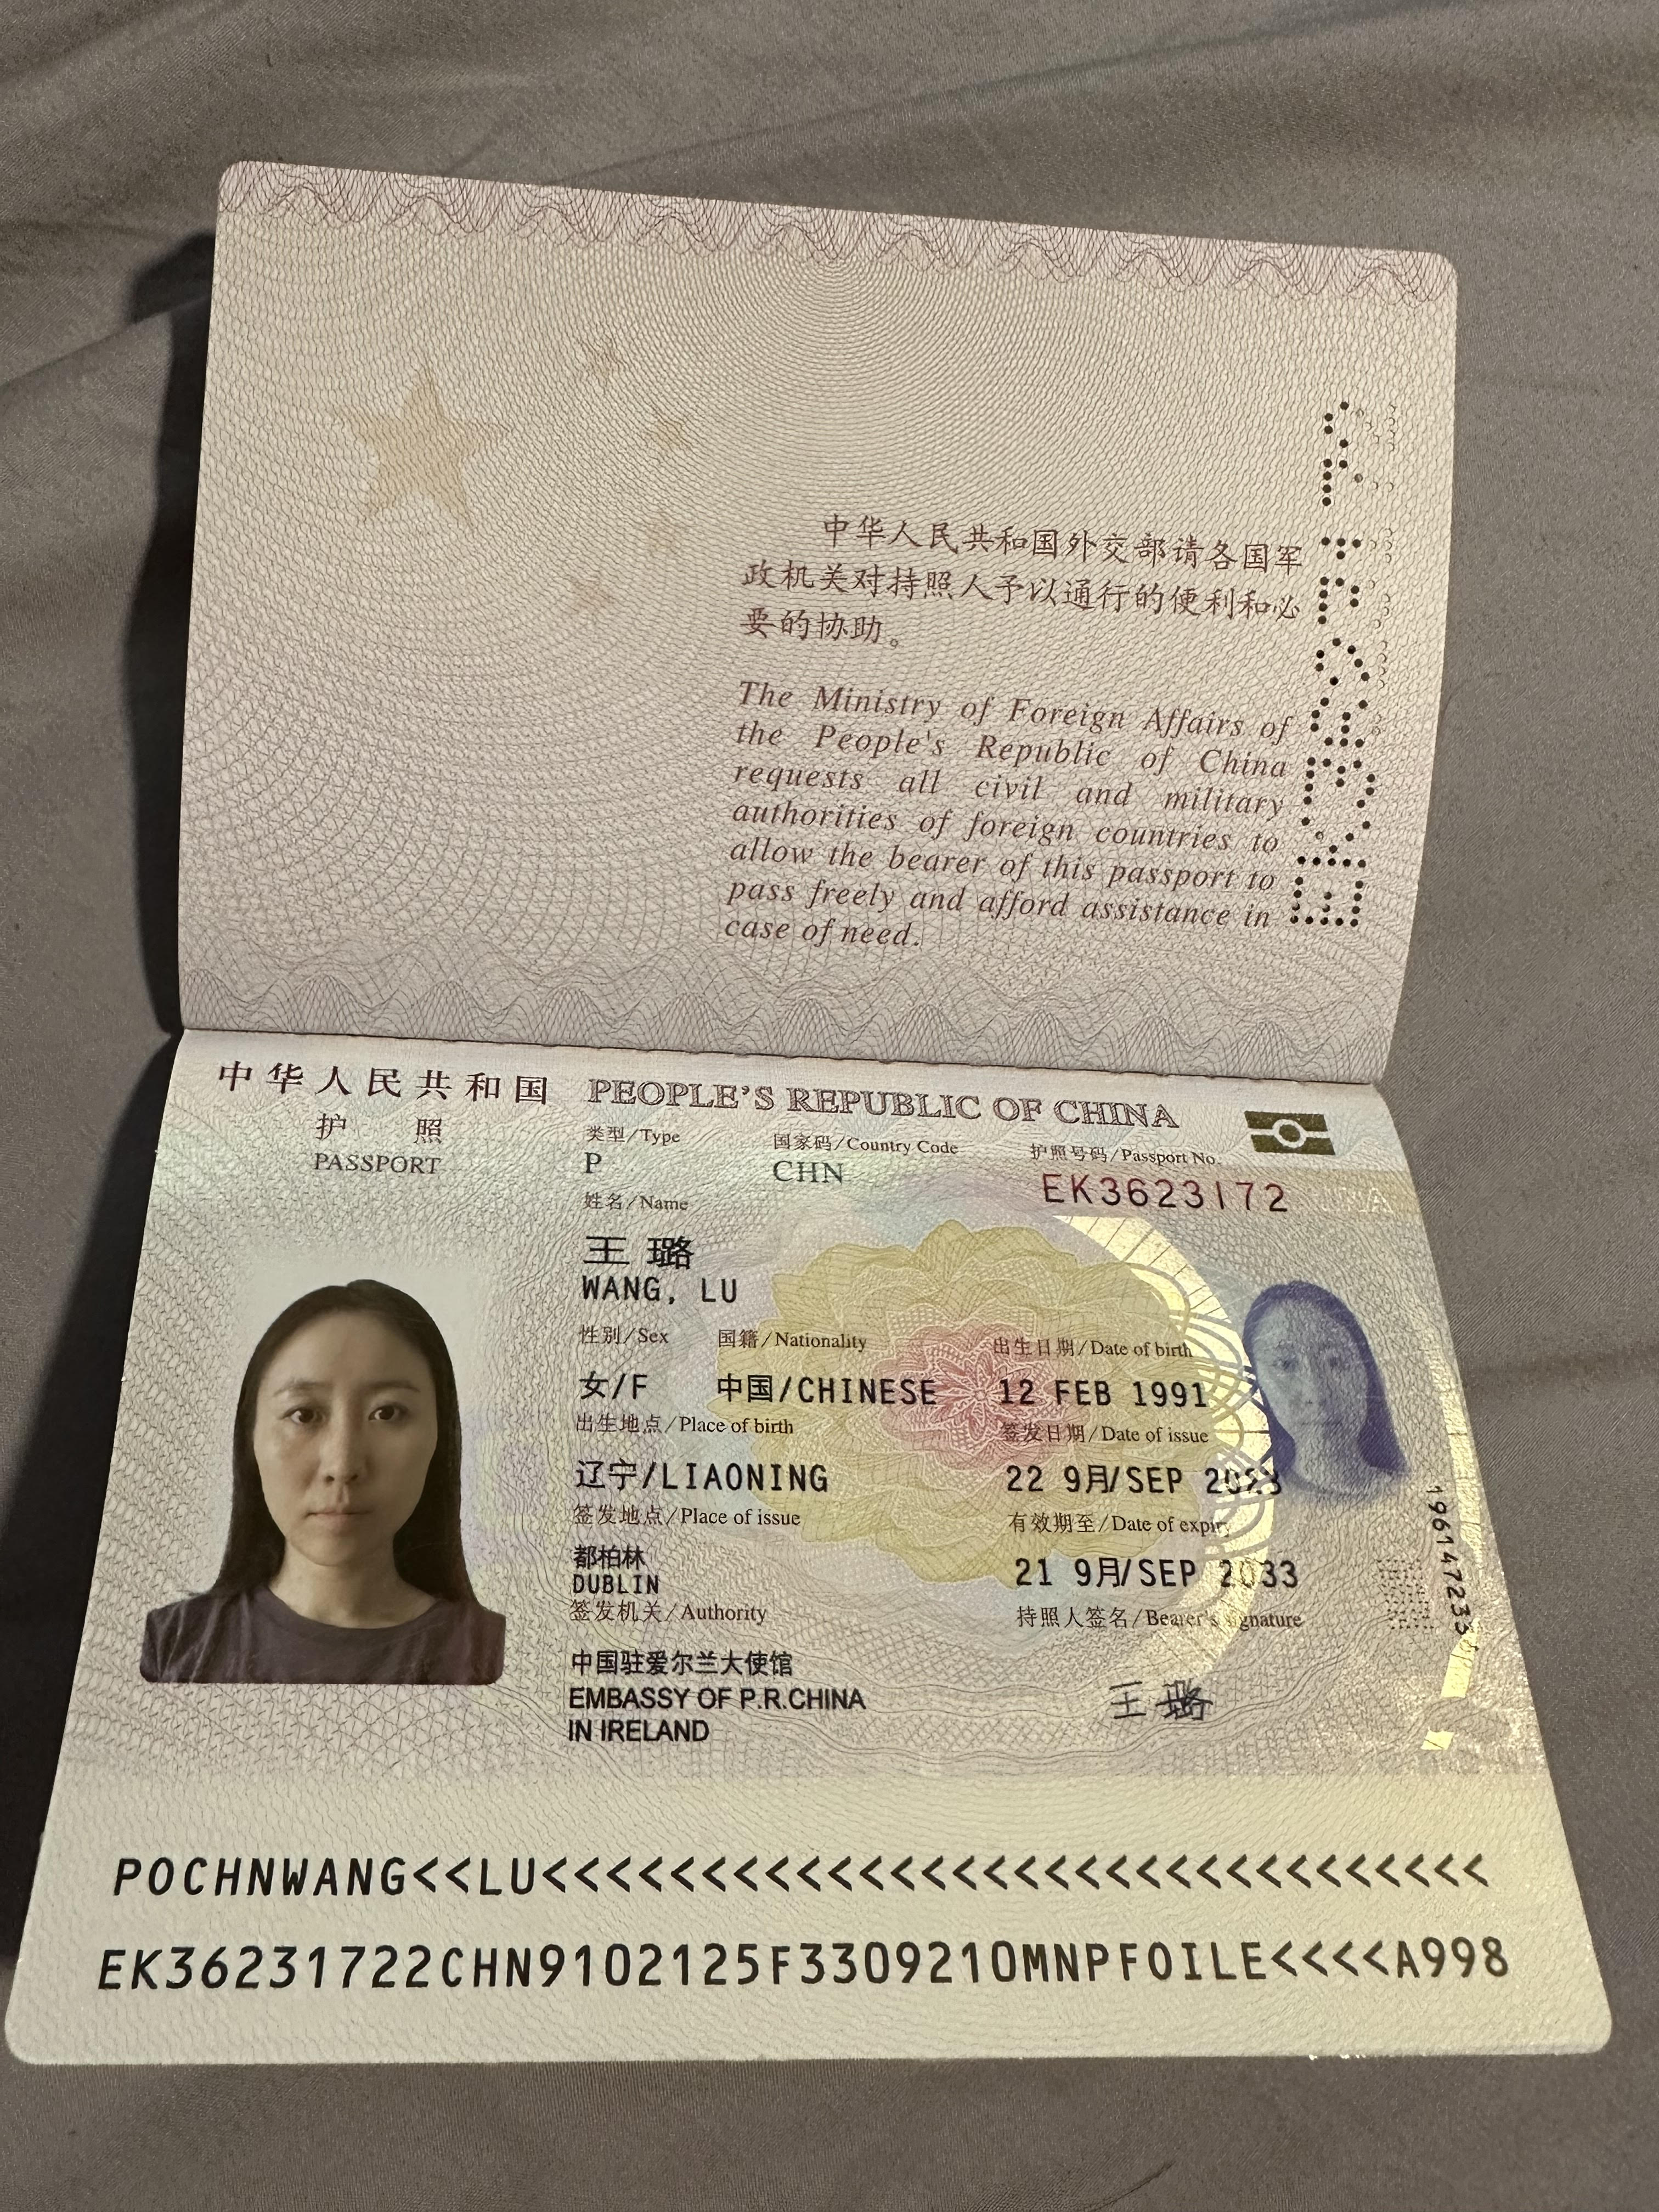 中华人民共和国外交部请各国军
政机关对持照人予以通行的便利和必
要的协助。
The Ministry of Foreign Affairs of
the People's Republic of China
requests all civil and military
authorities of foreign countries to
allow the bearer of this passport to
pass freely and afford assistance in
case of need.
中华人民共和国 PEOPLE'S REPUBLIC OF CHINA
护照
PASSPORT
类型/Type 国家码/Country Code 护照号码/Passport No.
P CHN EK3623172
姓名/Name
王璐
WANG, LU
性别/Sex 国籍/Nationality 出生日期/Date of birth
女/F 中国/CHINESE 12 FEB 1991
出生地点/Place of birth 签发日期/Date of issue
辽宁/LIAONING 22 9月/SEP 2023
签发地点/Place of issue 有效期至/Date of expiry
都柏林
DUBLIN 21 9月/SEP 2033
签发机关/Authority 持照人签名/Bearer's signature
中国驻爱尔兰大使馆
EMBASSY OF P.R.CHINA
IN IRELAND
王璐
196147233
POCHNWANG<<LU<<<<<<<<<<<<<<<<<<<<<<<<<<<<<<<
EK36231722CHN9102125F3309210MNPFOILE<<<<A998